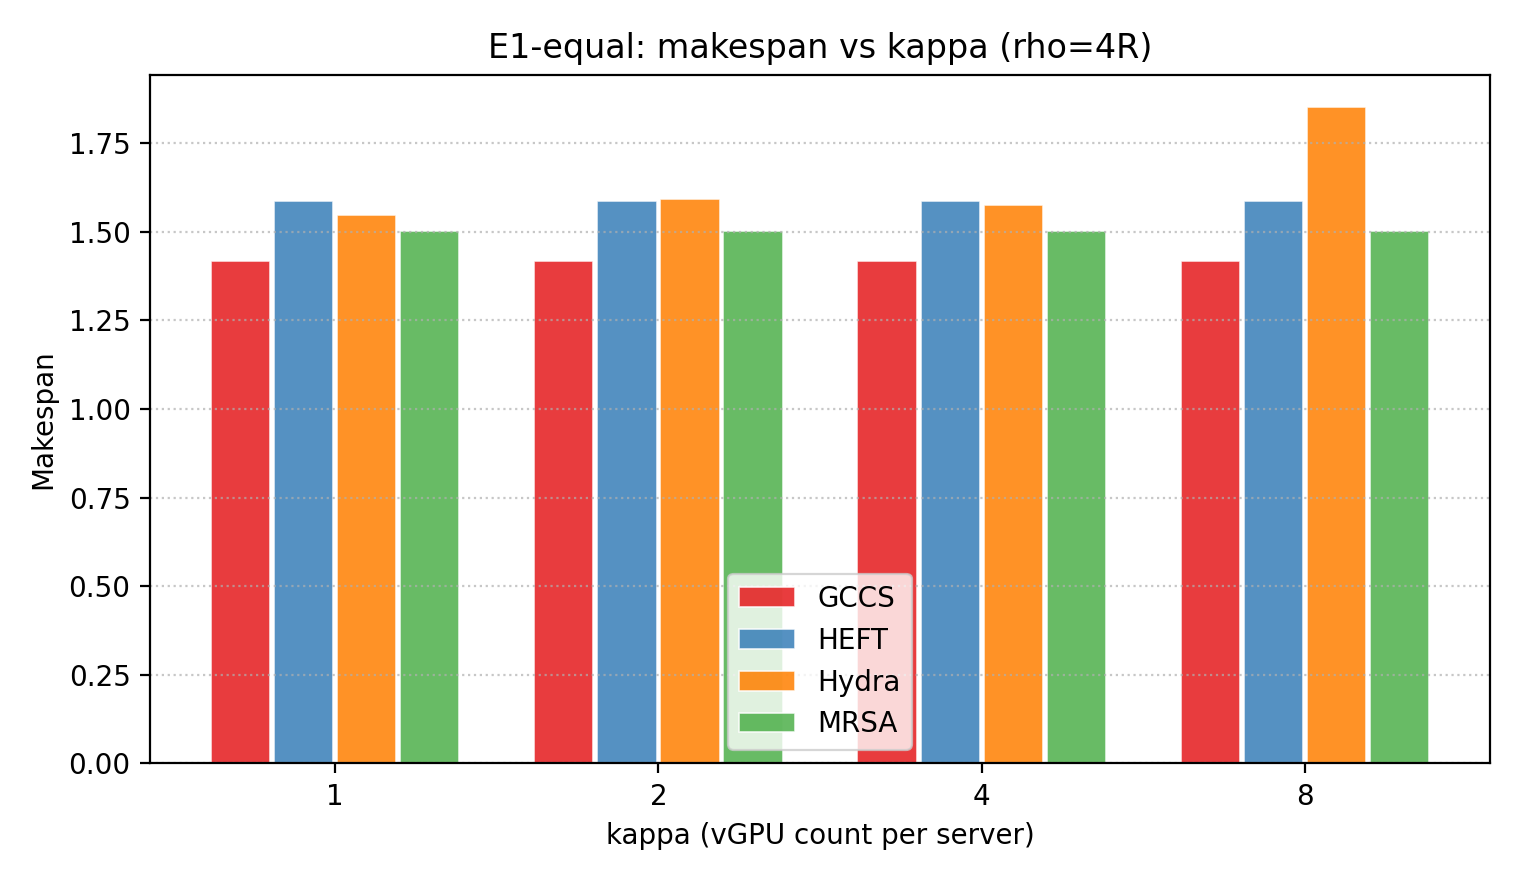 E1-equal: makespan vs kappa (rho=4R)
Makespan
1.75
1.50
1.25
1.00
0.75
0.50
0.25
0.00
GCCS
HEFT
Hydra
MRSA
1 2 4 8
kappa (vGPU count per server)